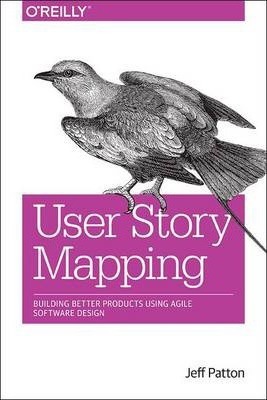 O'REILLY®
User Story
Mapping
BUILDING BETTER PRODUCTS USING AGILE
SOFTWARE DESIGN
Jeff Patton